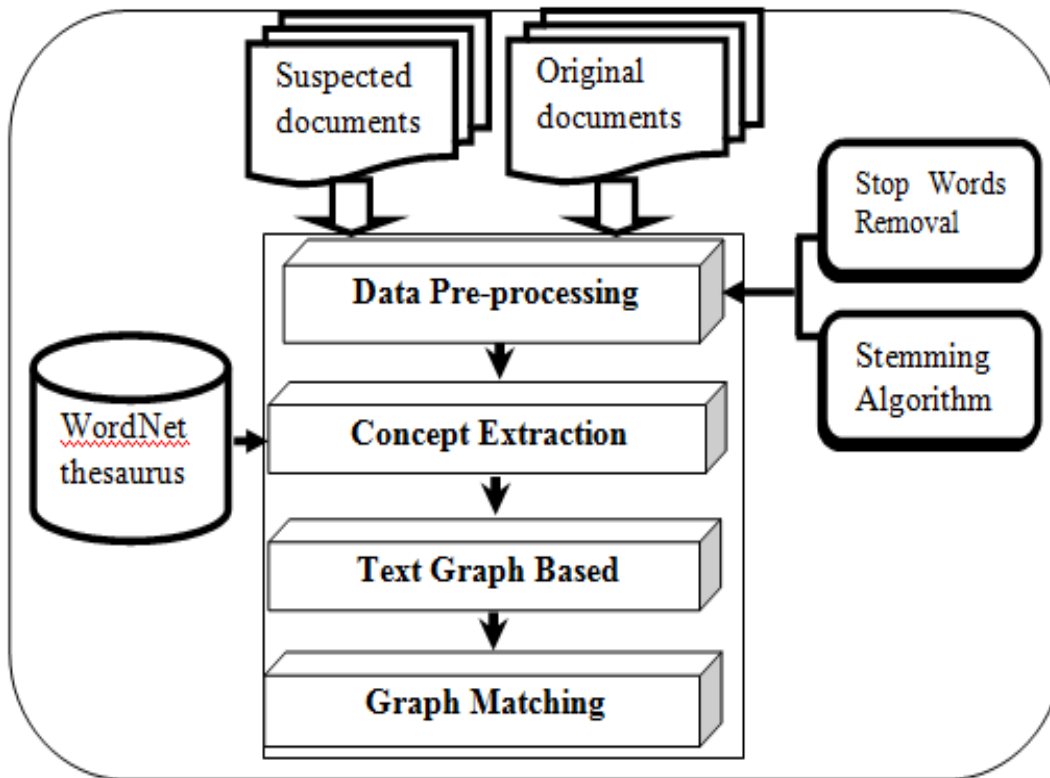 Suspected
documents
Original
documents
Stop Words
Removal
Data Pre-processing
Stemming
Algorithm
WordNet
thesaurus
Concept Extraction
Text Graph Based
Graph Matching